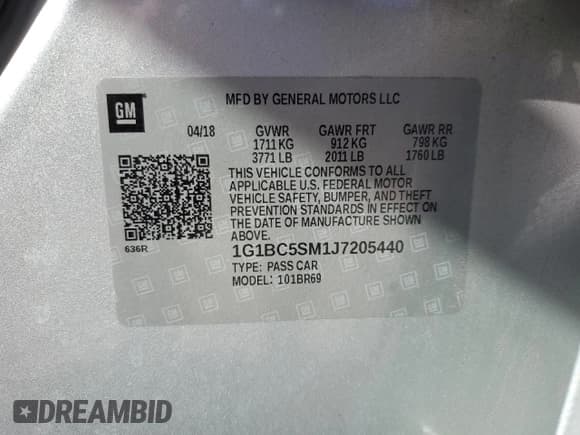 GM
MFD BY GENERAL MOTORS LLC
04/18 GVWR GAWR FRT GAWR RR
1711 KG 912 KG 798 KG
3771 LB 2011 LB 1760 LB
THIS VEHICLE CONFORMS TO ALL
APPLICABLE U.S. FEDERAL MOTOR
VEHICLE SAFETY, BUMPER, AND THEFT
PREVENTION STANDARDS IN EFFECT ON
THE DATE OF MANUFACTURE SHOWN
ABOVE.
636R
1G1BC5SM1J7205440
TYPE: PASS CAR
MODEL: 101BR69
DREAMBID